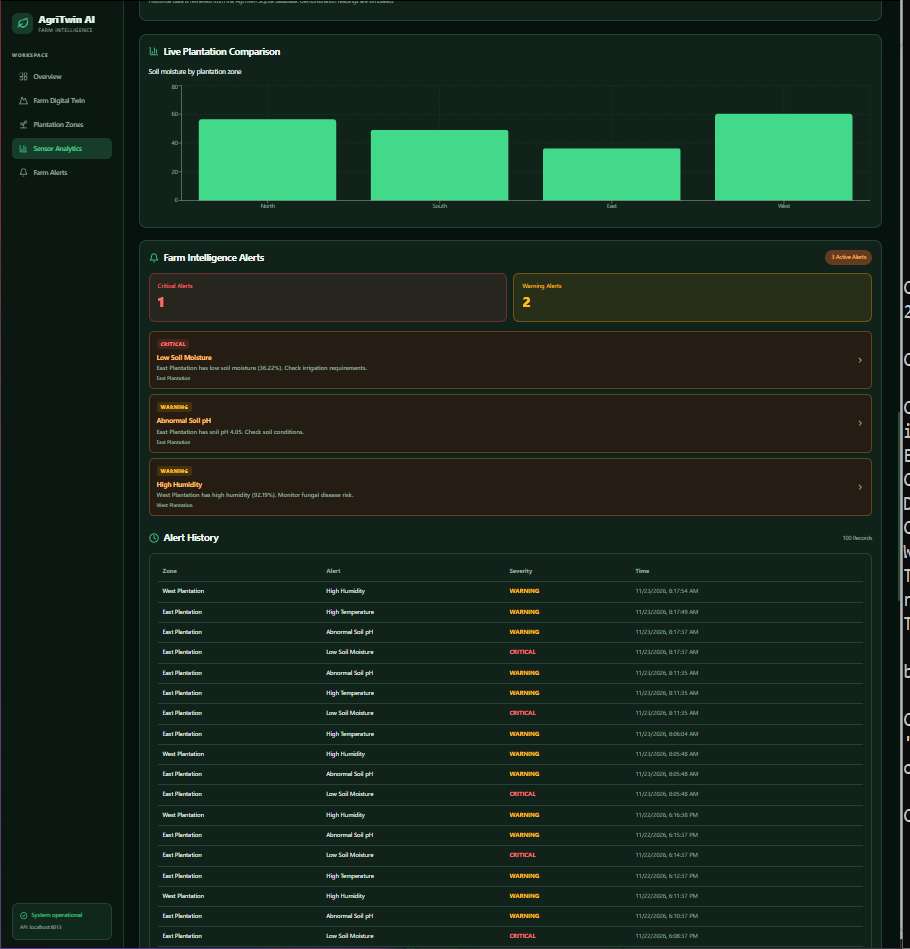 AgriTwin AI
FARM INTELLIGENCE
WORKSPACE
Overview
Farm Digital Twin
Plantation Zones
Sensor Analytics
Farm Alerts
System operational
API: localhost:8013
Live Plantation Comparison
Soil moisture by plantation zone
80
60
40
20
0
North South East West
Farm Intelligence Alerts
3 Active Alerts
Critical Alerts
1
Warning Alerts
2
CRITICAL
Low Soil Moisture
East Plantation has low soil moisture (36.22%). Check irrigation requirements.
East Plantation
WARNING
Abnormal Soil pH
East Plantation has soil pH 4.05. Check soil conditions.
East Plantation
WARNING
High Humidity
West Plantation has high humidity (92.19%). Monitor fungal disease risk.
West Plantation
Alert History
100 Records
Zone Alert Severity Time
West Plantation High Humidity WARNING 11/23/2026, 8:17:54 AM
East Plantation High Temperature WARNING 11/23/2026, 8:17:49 AM
East Plantation Abnormal Soil pH WARNING 11/23/2026, 8:17:37 AM
East Plantation Low Soil Moisture CRITICAL 11/23/2026, 8:17:37 AM
East Plantation Abnormal Soil pH WARNING 11/23/2026, 8:11:35 AM
East Plantation High Temperature WARNING 11/23/2026, 8:11:35 AM
East Plantation Low Soil Moisture CRITICAL 11/23/2026, 8:11:35 AM
East Plantation High Temperature WARNING 11/23/2026, 8:06:04 AM
West Plantation High Humidity WARNING 11/23/2026, 8:05:48 AM
East Plantation Abnormal Soil pH WARNING 11/23/2026, 8:05:48 AM
East Plantation Low Soil Moisture CRITICAL 11/23/2026, 8:05:48 AM
West Plantation High Humidity WARNING 11/22/2026, 6:16:38 PM
East Plantation Abnormal Soil pH WARNING 11/22/2026, 6:15:37 PM
East Plantation Low Soil Moisture CRITICAL 11/22/2026, 6:14:37 PM
East Plantation High Temperature WARNING 11/22/2026, 6:12:37 PM
West Plantation High Humidity WARNING 11/22/2026, 6:11:37 PM
East Plantation Abnormal Soil pH WARNING 11/22/2026, 6:10:37 PM
East Plantation Low Soil Moisture CRITICAL 11/22/2026, 6:08:37 PM